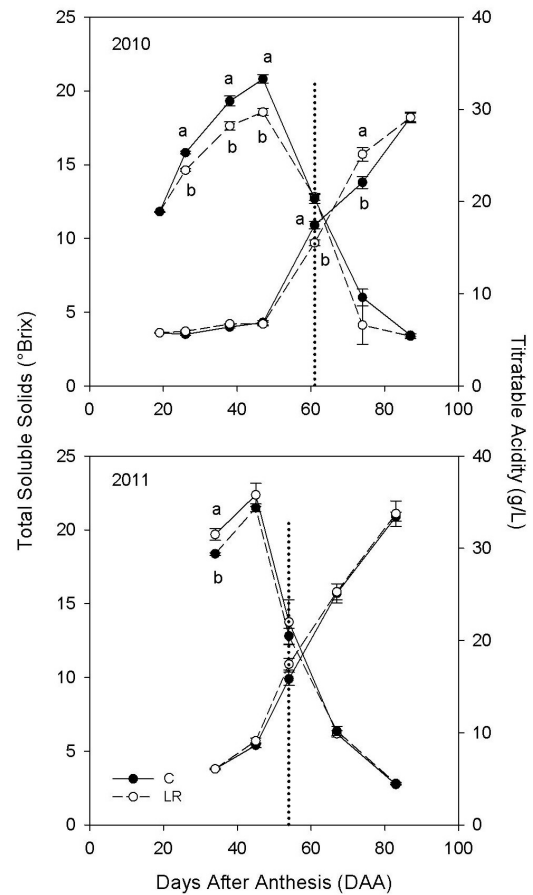 2010
25
20
15
10
5
0
40
30
20
10
0
a
a
a
b
b
b
a
b
a
b
0 20 40 60 80 100
Total Soluble Solids (°Brix)
Titratable Acidity (g/L)
2011
25
20
15
10
5
0
40
30
20
10
0
a
b
C
LR
0 20 40 60 80 100
Days After Anthesis (DAA)